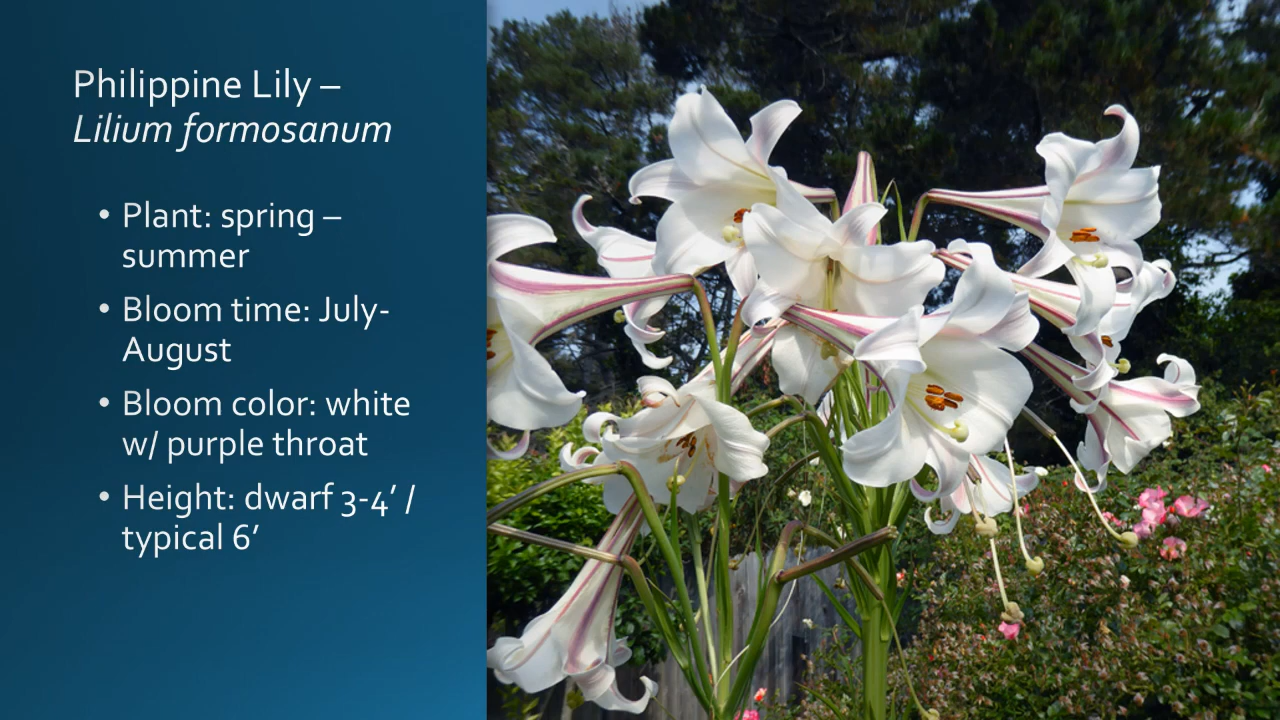 Philippine Lily –
Lilium formosanum
• Plant: spring –
summer
• Bloom time: July-
August
• Bloom color: white
w/ purple throat
• Height: dwarf 3-4’ /
typical 6’